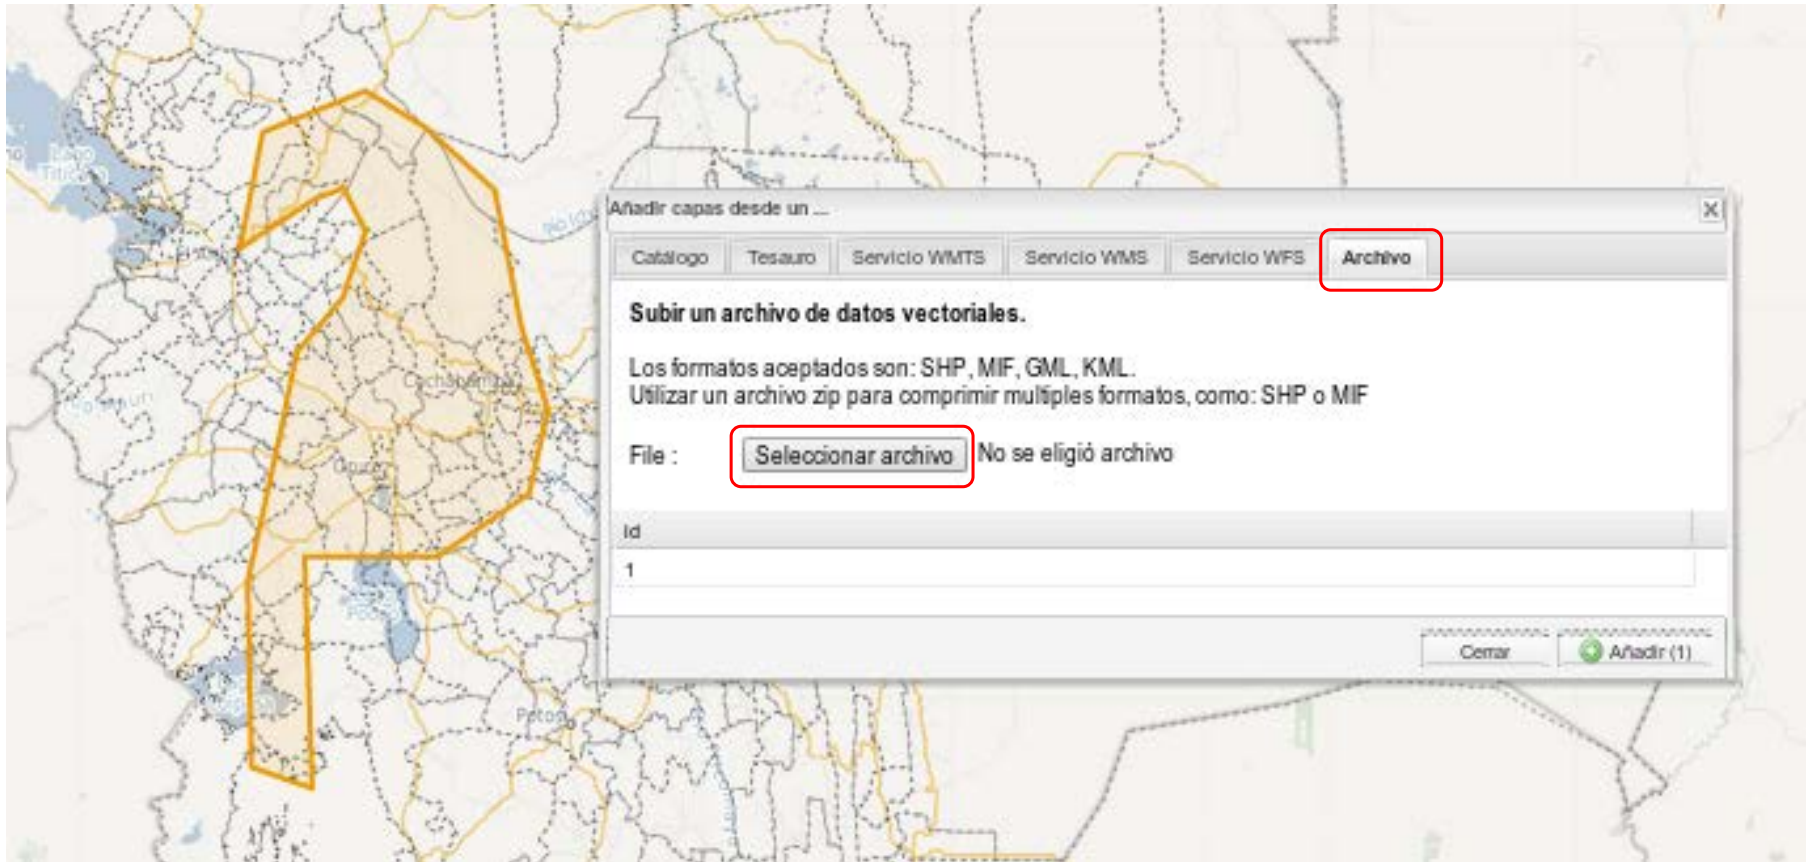 Lago
Añadir capas desde un ...
Catálogo Tesauro Servicio WMTS Servicio WMS Servicio WFS Archivo
Subir un archivo de datos vectoriales.
Los formatos aceptados son: SHP, MIF, GML, KML.
Utilizar un archivo zip para comprimir multiples formatos, como: SHP o MIF
Cochabamba
File : Seleccionar archivo No se eligió archivo
Oruro
Id
1
Cerrar Añadir (1)
Potosí